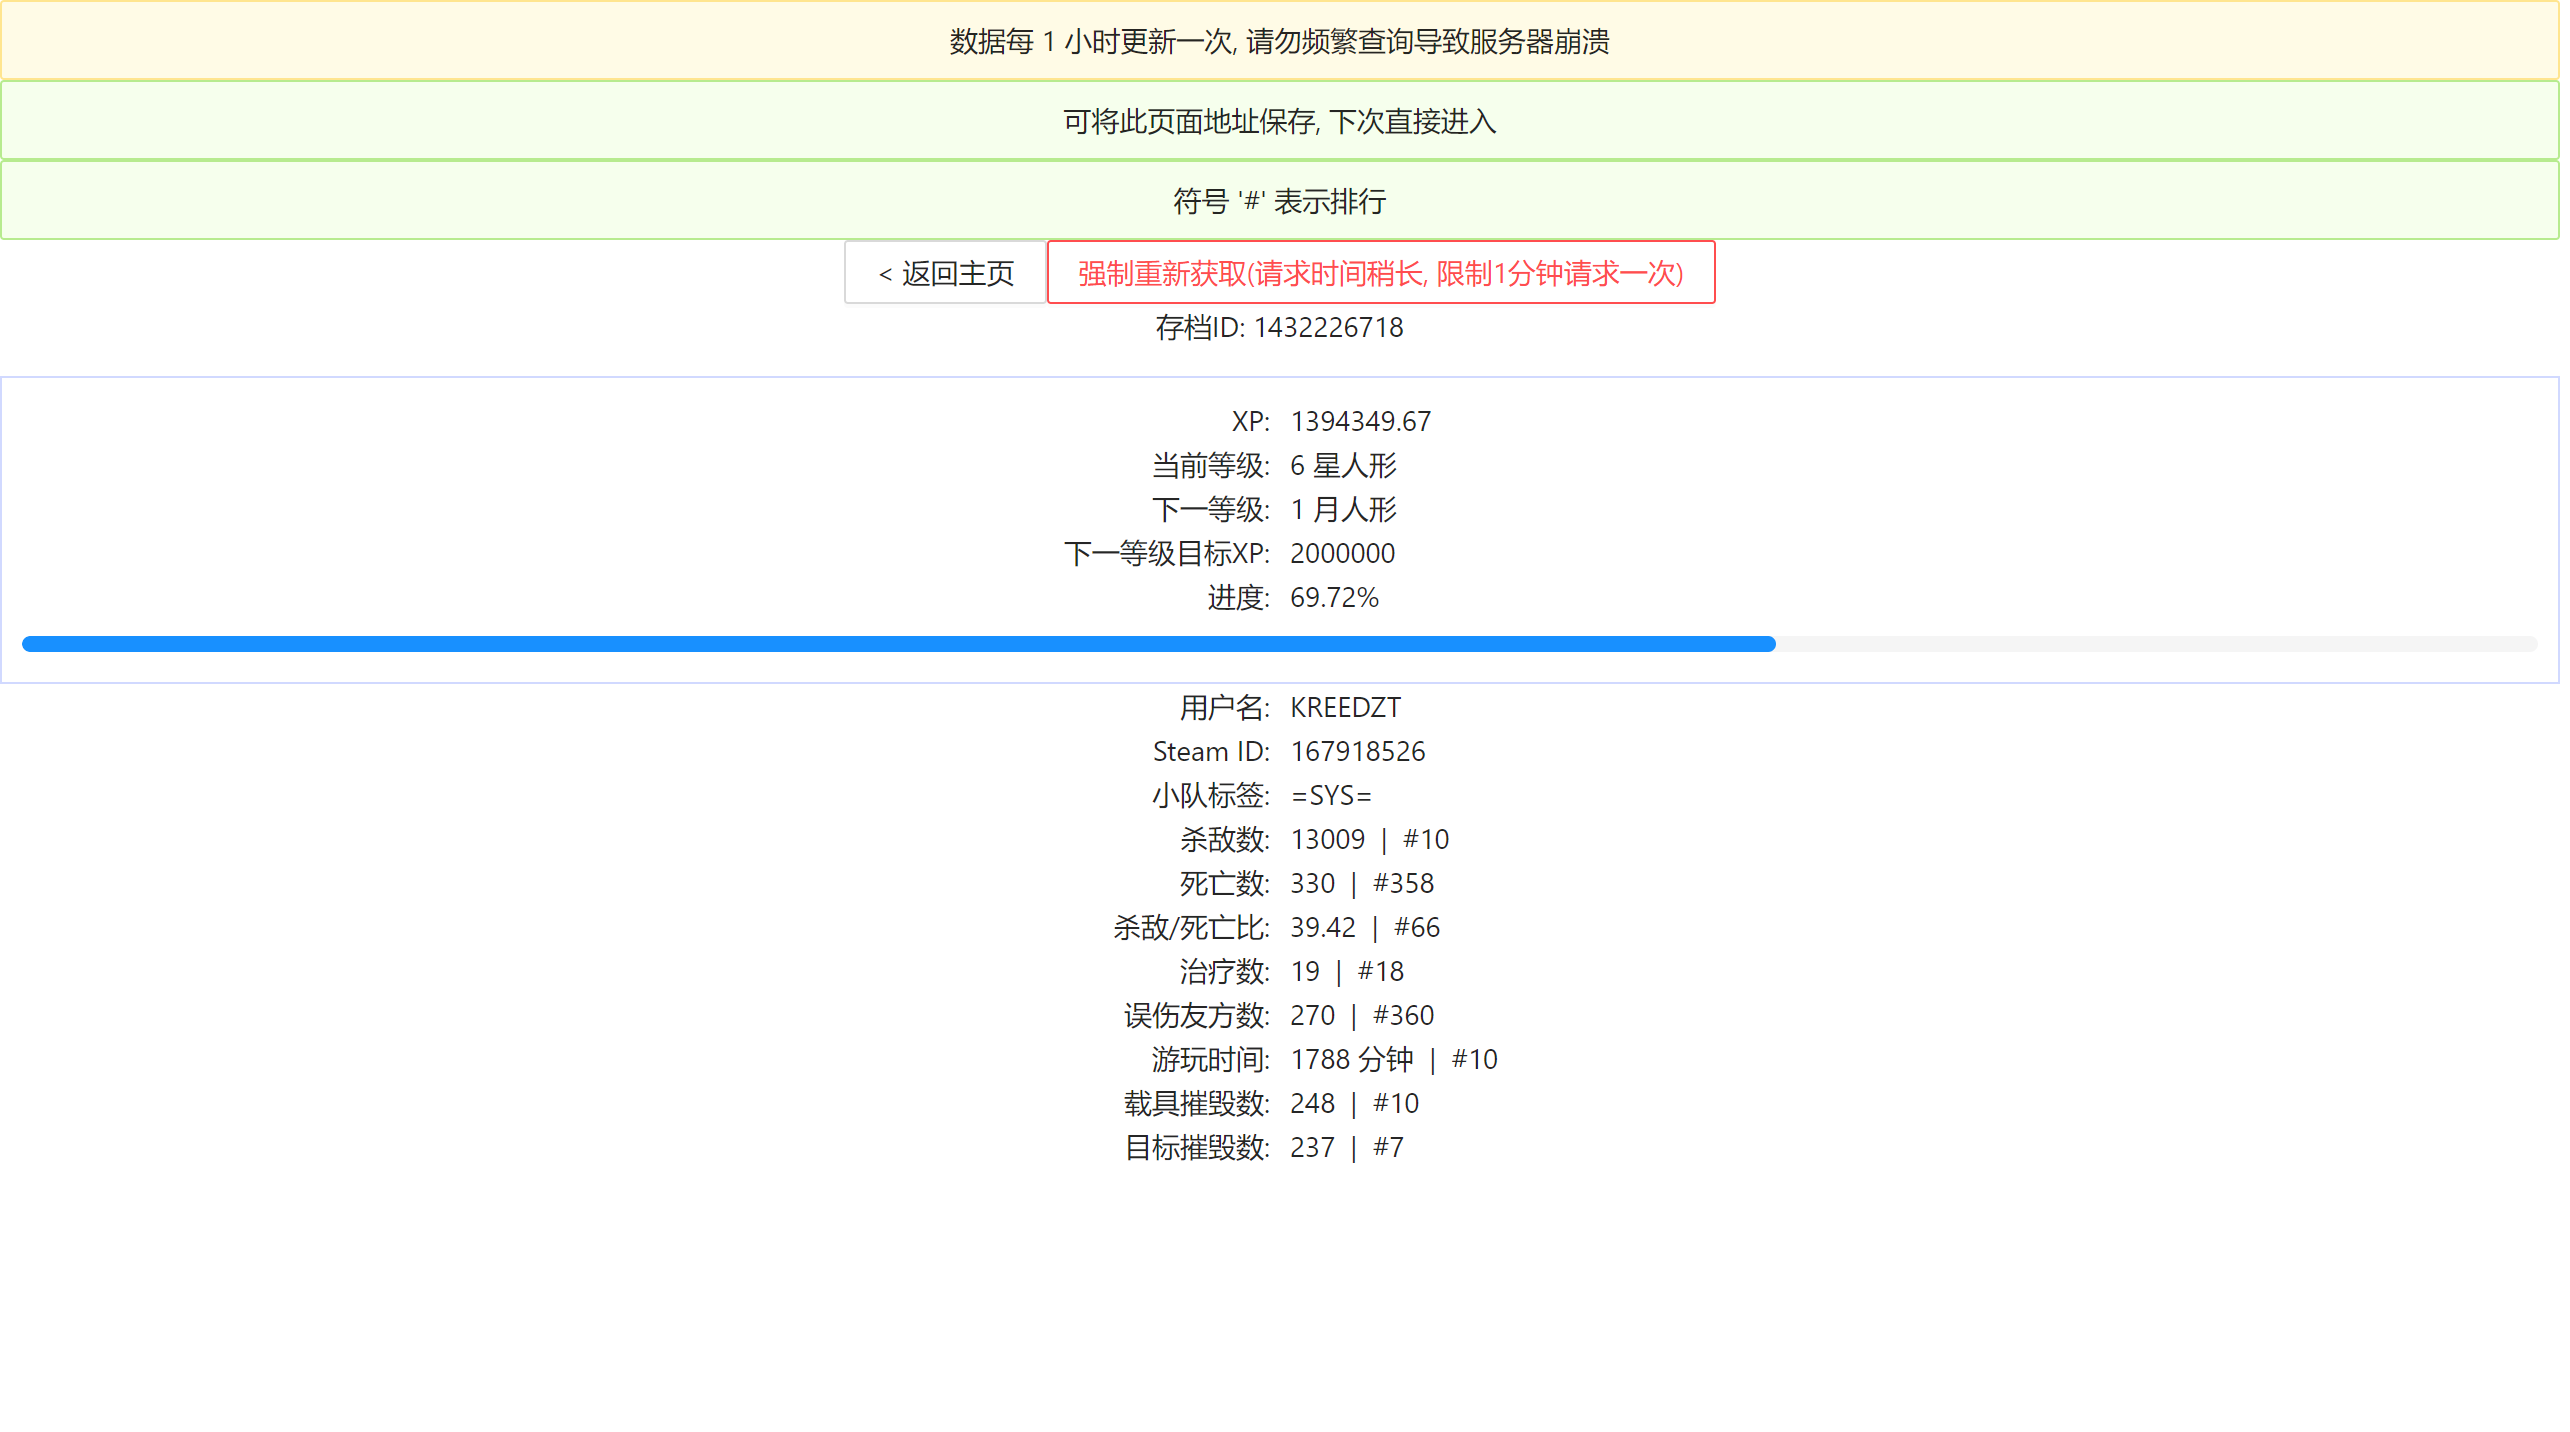 数据每 1 小时更新一次, 请勿频繁查询导致服务器崩溃
可将此页面地址保存, 下次直接进入
符号 '#' 表示排行
< 返回主页 强制重新获取(请求时间稍长, 限制1分钟请求一次)
存档ID: 1432226718
XP: 1394349.67
当前等级: 6 星人形
下一等级: 1 月人形
下一等级目标XP: 2000000
进度: 69.72%
用户名: KREEDZT
Steam ID: 167918526
小队标签: =SYS=
杀敌数: 13009 | #10
死亡数: 330 | #358
杀敌/死亡比: 39.42 | #66
治疗数: 19 | #18
误伤友方数: 270 | #360
游玩时间: 1788 分钟 | #10
载具摧毁数: 248 | #10
目标摧毁数: 237 | #7